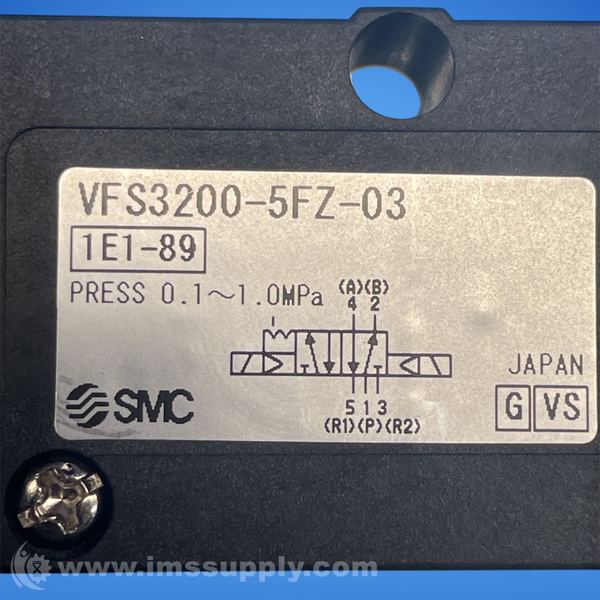 VFS3200-5FZ-03
1E1-89
PRESS 0.1～1.0MPa
(A)(B)
4 2
5 1 3
(R1)(P)(R2)
JAPAN
SMC
G VS
www.imssupply.com